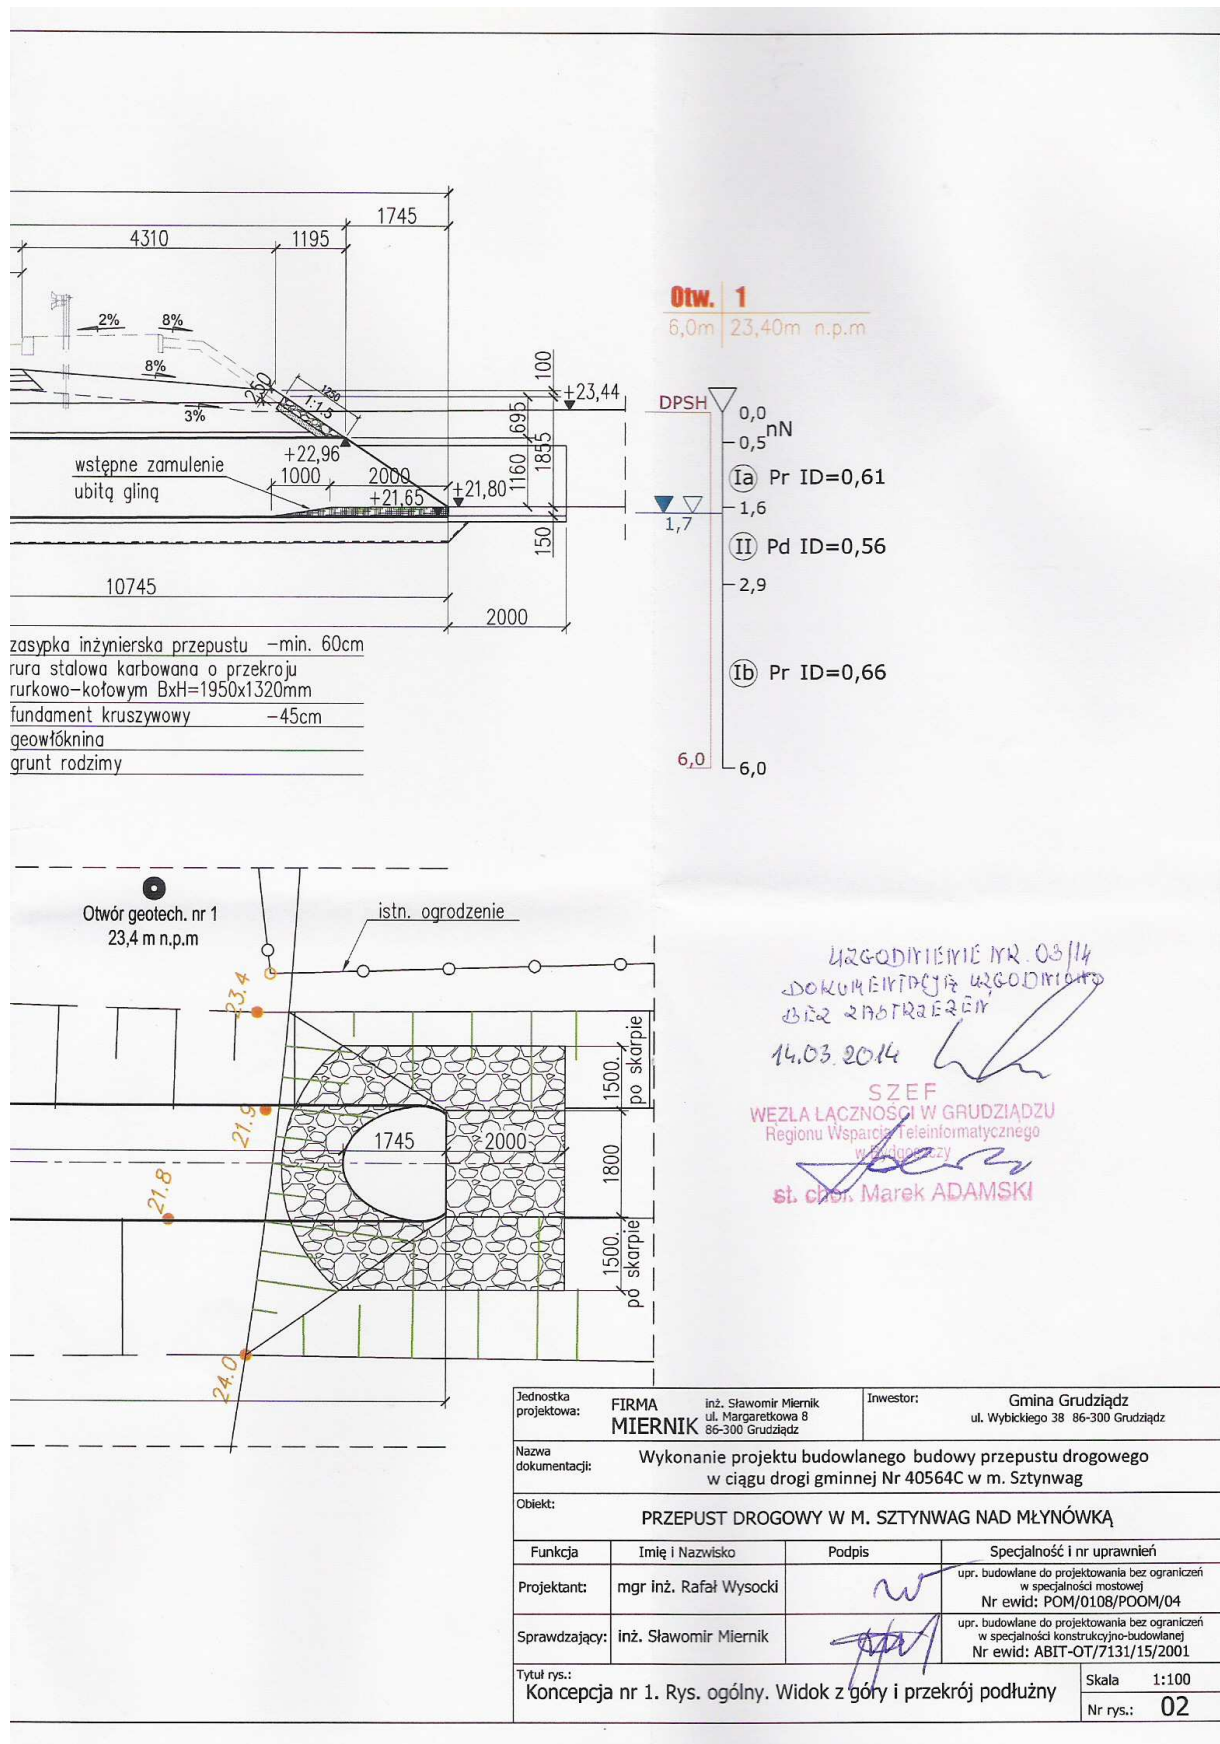 1745
4310
1195
2%
8%
8%
3%
250
1250
1:1.5
100
+23,44
695
1855
1160
150
+22,96
wstępne zamulenie
ubitą gliną
1000
2000
+21,65
+21,80
10745
2000
zasypka inżynierska przepustu -min. 60cm
rura stalowa karbowana o przekroju
rurkowo-kołowym BxH=1950x1320mm
fundament kruszywowy -45cm
geowłóknina
grunt rodzimy
Otw. 1
6,0m 23,40m n.p.m
DPSH
0,0
nN
0,5
Ia Pr ID=0,61
1,6
1,7
II Pd ID=0,56
2,9
Ib Pr ID=0,66
6,0
6,0
Otwór geotech. nr 1
23,4 m n.p.m
istn. ogrodzenie
23.4
21.9
21.8
24.0
1745
2000
1500.
po skarpie
1800
1500.
po skarpie
UZGODNIENIE NR. 03/14
DOKUMENTACJĘ UZGODNIONO
BEZ ZASTRZEŻEŃ
14.03.2014
SZEF
WĘZŁA ŁĄCZNOŚCI W GRUDZIĄDZU
Regionu Wsparcia Teleinformatycznego
w Bydgoszczy
st. chor. Marek ADAMSKI
Jednostka projektowa:
FIRMA
MIERNIK
inż. Sławomir Miernik
ul. Margaretkowa 8
86-300 Grudziądz
Inwestor:
Gmina Grudziądz
ul. Wybickiego 38 86-300 Grudziądz
Nazwa dokumentacji:
Wykonanie projektu budowlanego budowy przepustu drogowego
w ciągu drogi gminnej Nr 40564C w m. Sztynwag
Obiekt:
PRZEPUST DROGOWY W M. SZTYNWAG NAD MŁYNÓWKĄ
Funkcja Imię i Nazwisko Podpis Specjalność i nr uprawnień
Projektant: mgr inż. Rafał Wysocki
upr. budowlane do projektowania bez ograniczeń
w specjalności mostowej
Nr ewid: POM/0108/POOM/04
Sprawdzający: inż. Sławomir Miernik
upr. budowlane do projektowania bez ograniczeń
w specjalności konstrukcyjno-budowlanej
Nr ewid: ABIT-OT/7131/15/2001
Tytuł rys.:
Koncepcja nr 1. Rys. ogólny. Widok z góry i przekrój podłużny
Skala 1:100
Nr rys.: 02